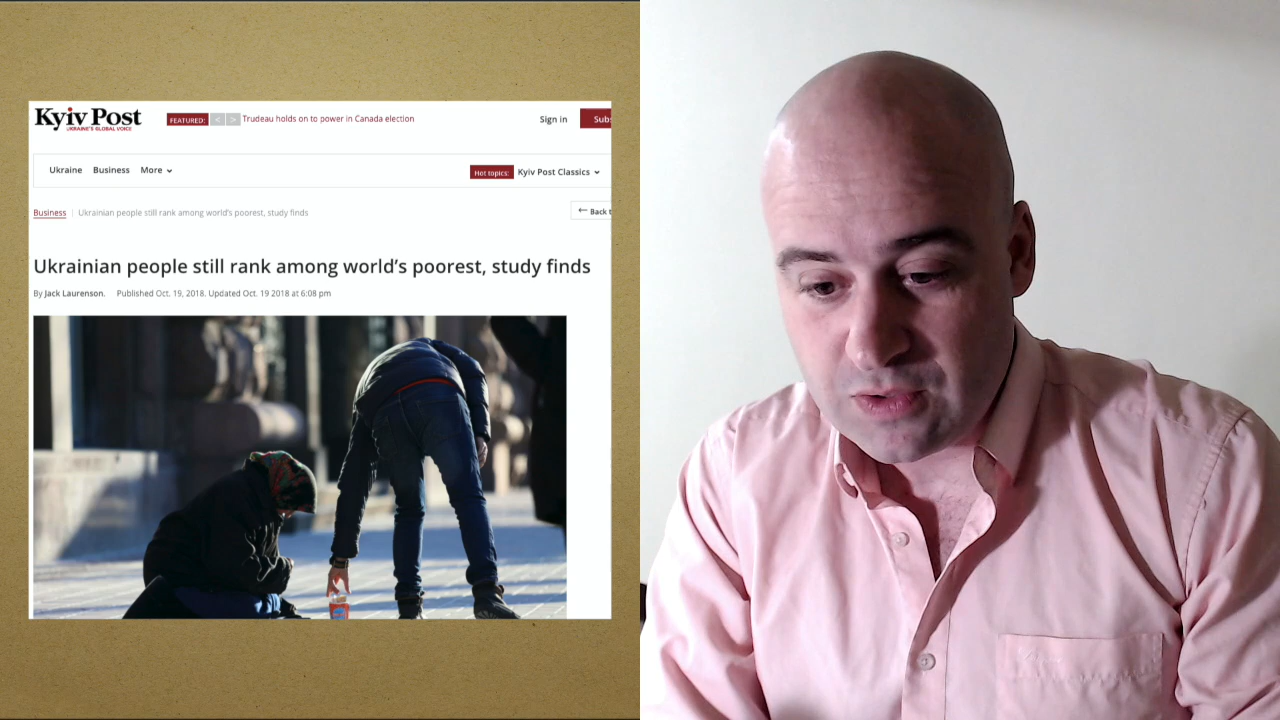 Kyiv Post
UKRAINE'S GLOBAL VOICE
FEATURED: < > Trudeau holds on to power in Canada election
Sign in
Subs
Ukraine Business More
Hot topics: Kyiv Post Classics
Business | Ukrainian people still rank among world's poorest, study finds
← Back t
Ukrainian people still rank among world's poorest, study finds
By Jack Laurenson. Published Oct. 19, 2018. Updated Oct. 19 2018 at 6:08 pm